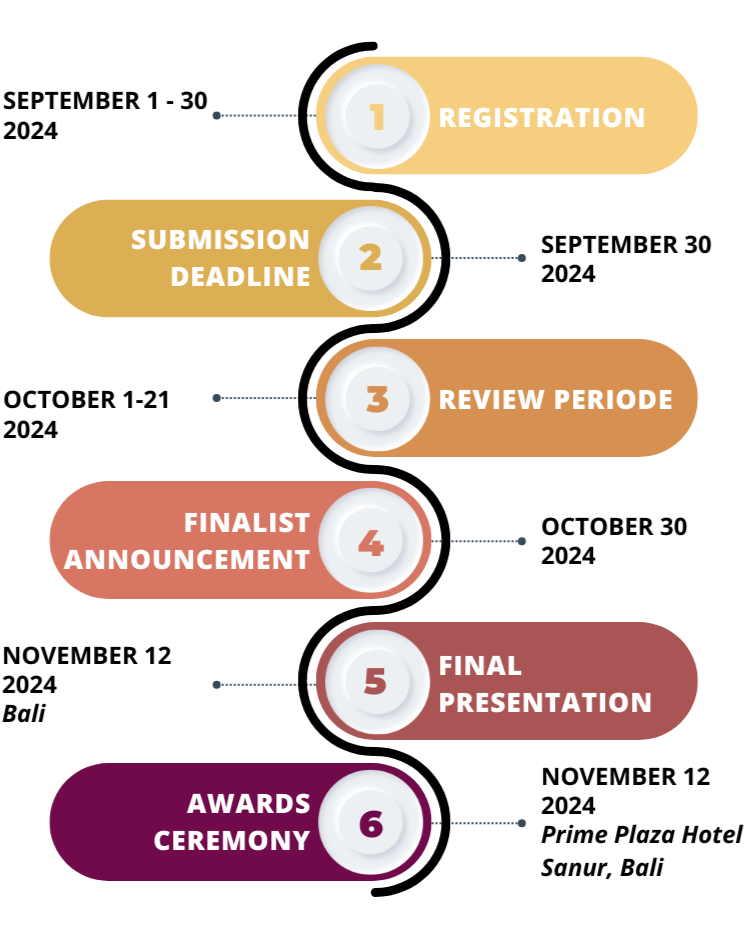 SEPTEMBER 1 - 30
2024
1
REGISTRATION
SUBMISSION
DEADLINE
2
SEPTEMBER 30
2024
OCTOBER 1-21
2024
3
REVIEW PERIODE
FINALIST
ANNOUNCEMENT
4
OCTOBER 30
2024
NOVEMBER 12
2024
Bali
5
FINAL
PRESENTATION
AWARDS
CEREMONY
6
NOVEMBER 12
2024
Prime Plaza Hotel
Sanur, Bali